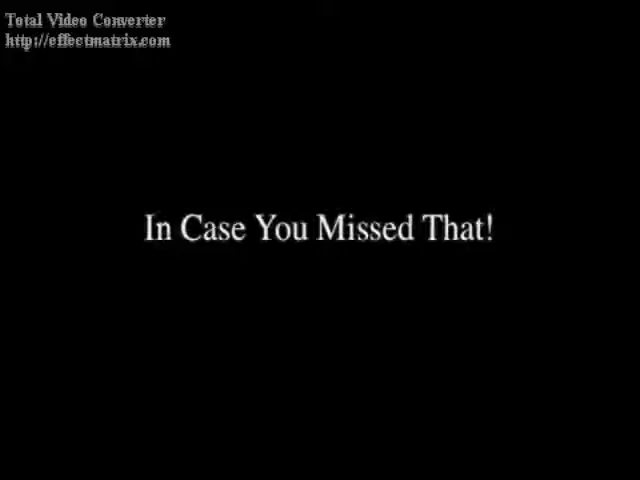 Total Video Converter
http://effectmatrix.com
In Case You Missed That!